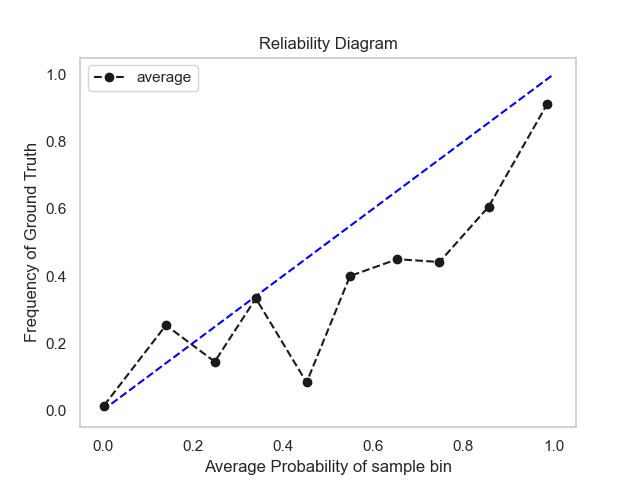 Reliability Diagram
average
1.0
0.8
0.6
0.4
0.2
0.0
Frequency of Ground Truth
0.0 0.2 0.4 0.6 0.8 1.0
Average Probability of sample bin